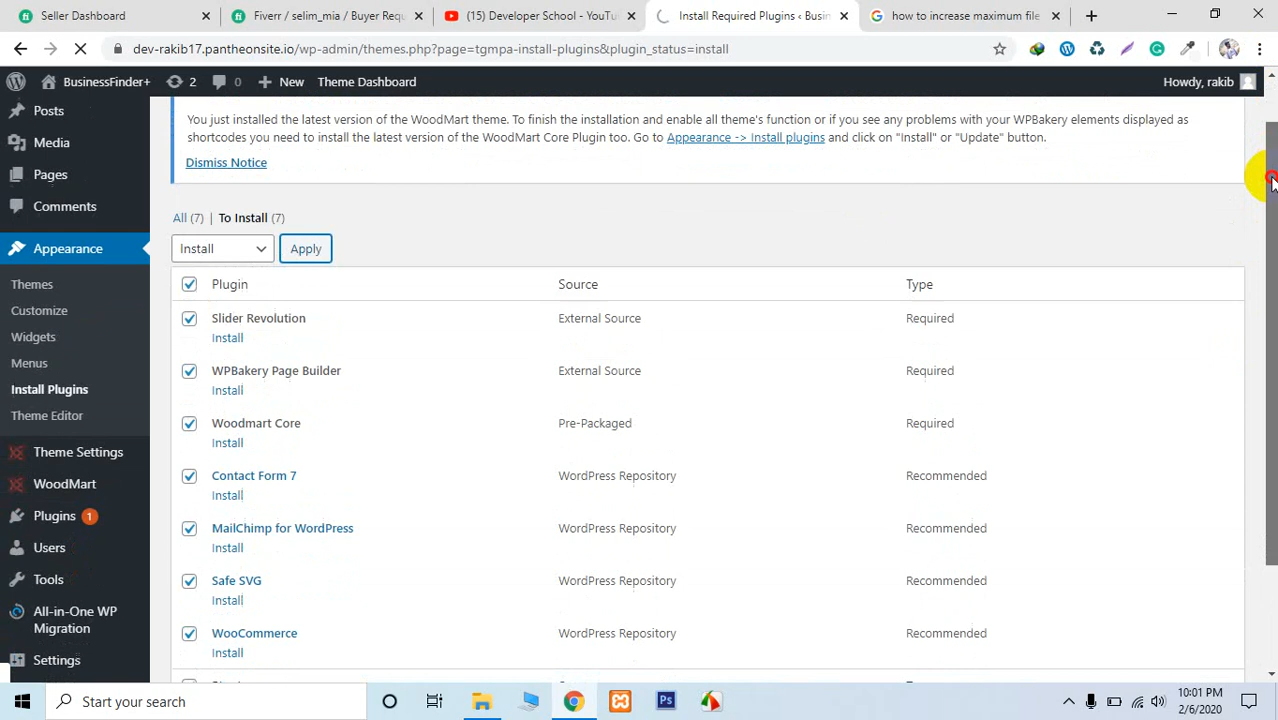 Seller Dashboard
Fiverr / selim_mia / Buyer Requ
(15) Developer School - YouTu
Install Required Plugins ‹ Busin
how to increase maximum file
dev-rakib17.pantheonsite.io/wp-admin/themes.php?page=tgmpa-install-plugins&plugin_status=install
BusinessFinder+
2
0
New
Theme Dashboard
Howdy, rakib
Posts
Media
Pages
Comments
Appearance
Themes
Customize
Widgets
Menus
Install Plugins
Theme Editor
Theme Settings
WoodMart
Plugins 1
Users
Tools
All-in-One WP
Migration
Settings
You just installed the latest version of the WoodMart theme. To finish the installation and enable all theme's function or if you see any problems with your WPBakery elements displayed as
shortcodes you need to install the latest version of the WoodMart Core Plugin too. Go to Appearance -> Install plugins and click on "Install" or "Update" button.
Dismiss Notice
All (7) | To Install (7)
Install
Apply
Plugin Source Type
Slider Revolution External Source Required
Install
WPBakery Page Builder External Source Required
Install
Woodmart Core Pre-Packaged Required
Install
Contact Form 7 WordPress Repository Recommended
Install
MailChimp for WordPress WordPress Repository Recommended
Install
Safe SVG WordPress Repository Recommended
Install
WooCommerce WordPress Repository Recommended
Install
Start your search
Ps
10:01 PM
2/6/2020